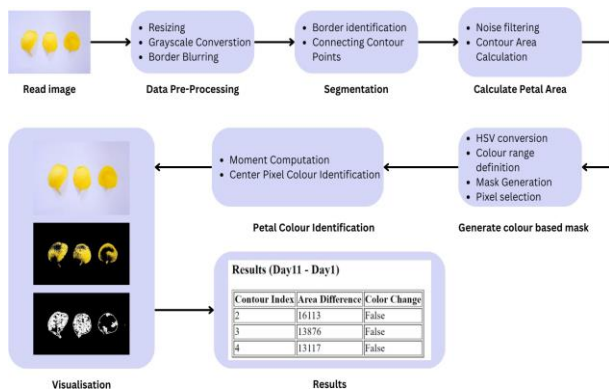 • Resizing
• Grayscale Converstion
• Border Blurring
• Border identification
• Connecting Contour
Points
• Noise filtering
• Contour Area
Calculation
Read image
Data Pre-Processing
Segmentation
Calculate Petal Area
• HSV conversion
• Colour range
definition
• Mask Generation
• Pixel selection
• Moment Computation
• Center Pixel Colour Identification
Petal Colour Identification
Generate colour based mask
Results (Day11 - Day1)
Contour Index Area Difference Color Change
2 16113 False
3 13876 False
4 13117 False
Visualisation
Results